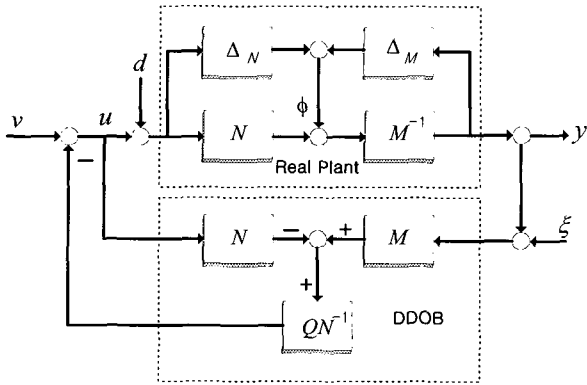 Δ_N
Δ_M
d
ϕ
v
u
N
M⁻¹
y
Real Plant
−
N
−
+
M
ξ
+
QN⁻¹
DDOB